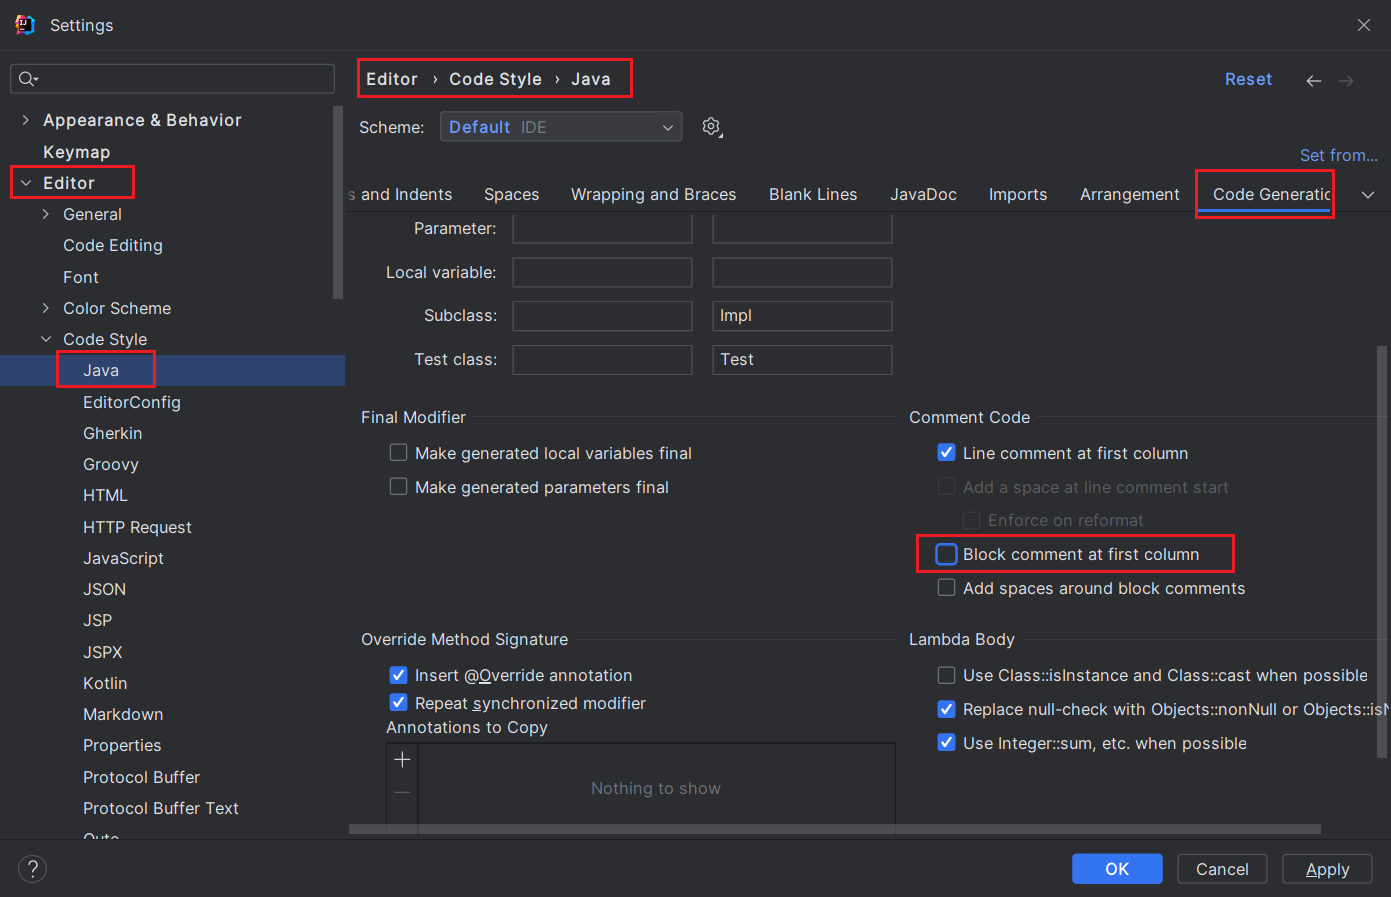 Settings
Appearance & Behavior
Keymap
Editor
General
Code Editing
Font
Color Scheme
Code Style
Java
EditorConfig
Gherkin
Groovy
HTML
HTTP Request
JavaScript
JSON
JSP
JSPX
Kotlin
Markdown
Properties
Protocol Buffer
Protocol Buffer Text
Editor › Code Style › Java
Reset
Scheme: Default IDE
Set from...
s and Indents Spaces Wrapping and Braces Blank Lines JavaDoc Imports Arrangement Code Generatio
Parameter:
Local variable:
Subclass: Impl
Test class: Test
Final Modifier
Make generated local variables final
Make generated parameters final
Comment Code
Line comment at first column
Add a space at line comment start
Enforce on reformat
Block comment at first column
Add spaces around block comments
Override Method Signature
Insert @Override annotation
Repeat synchronized modifier
Annotations to Copy
Nothing to show
Lambda Body
Use Class::isInstance and Class::cast when possible
Replace null-check with Objects::nonNull or Objects::isN
Use Integer::sum, etc. when possible
?
OK Cancel Apply